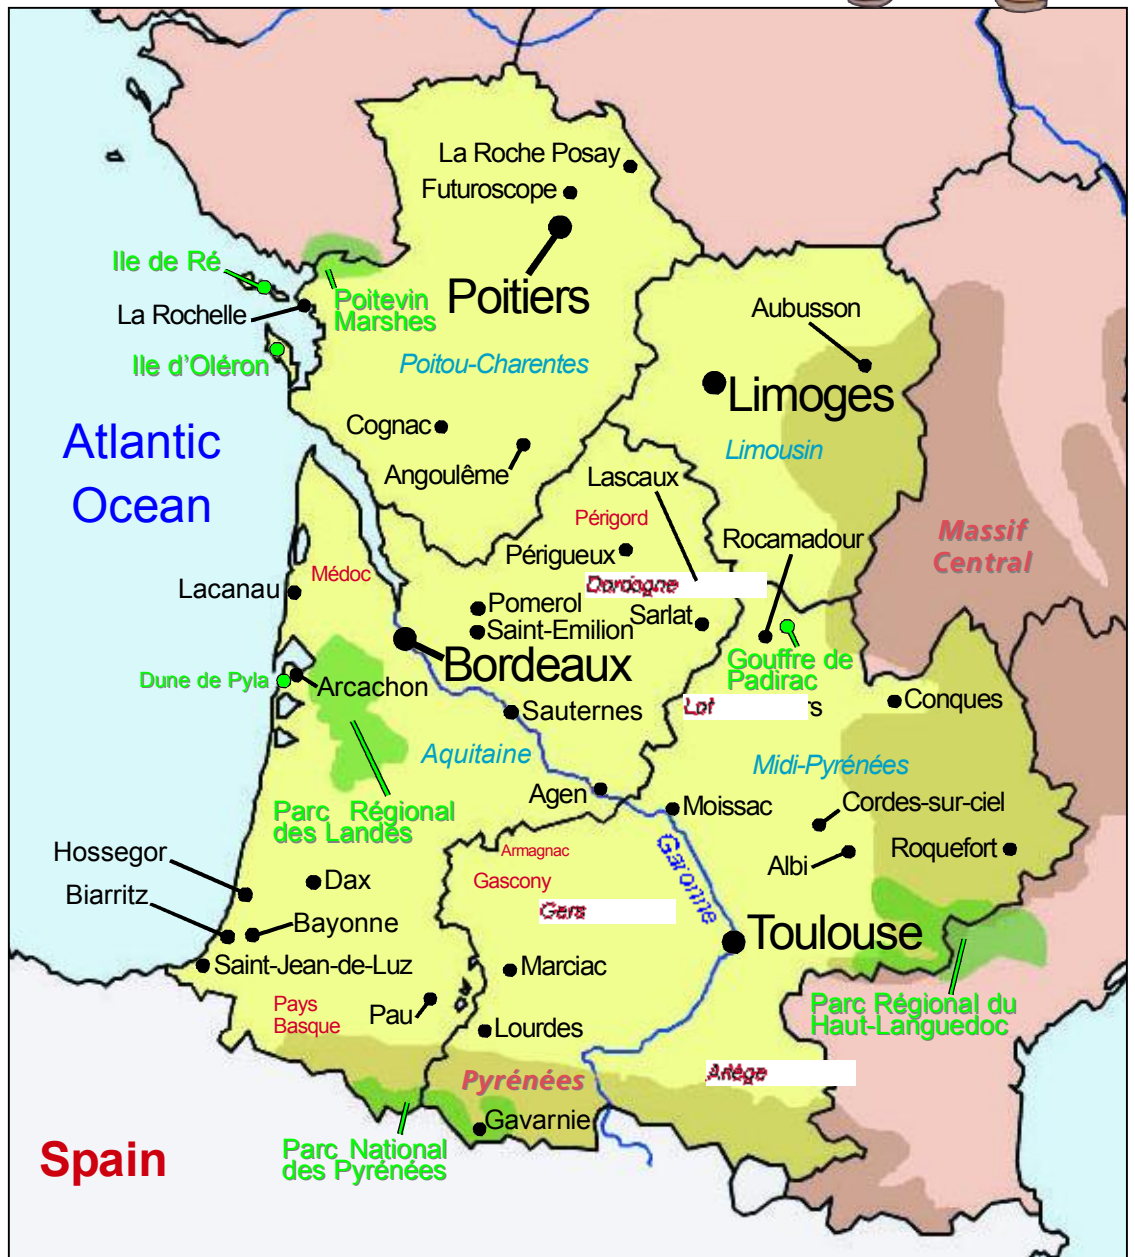 La Roche Posay
Futuroscope
Poitiers
Ile de Ré
La Rochelle
Poitevin
Marshes
Ile d'Oléron
Poitou-Charentes
Aubusson
Limoges
Limousin
Cognac
Angoulême
Atlantic
Ocean
Lascaux
Périgord
Périgueux
Rocamadour
Massif
Central
Lacanau
Médoc
Dordogne
Pomerol
Saint-Emilion
Sarlat
Bordeaux
Gouffre de
Padirac
Dune de Pyla
Arcachon
Sauternes
Lot
rs
Conques
Aquitaine
Midi-Pyrénées
Agen
Moissac
Cordes-sur-ciel
Parc Régional
des Landes
Garonne
Albi
Roquefort
Hossegor
Biarritz
Dax
Bayonne
Armagnac
Gascony
Gers
Toulouse
Saint-Jean-de-Luz
Marciac
Pays
Basque
Pau
Lourdes
Parc Régional du
Haut-Languedoc
Pyrénées
Ariège
Gavarnie
Parc National
des Pyrénées
Spain